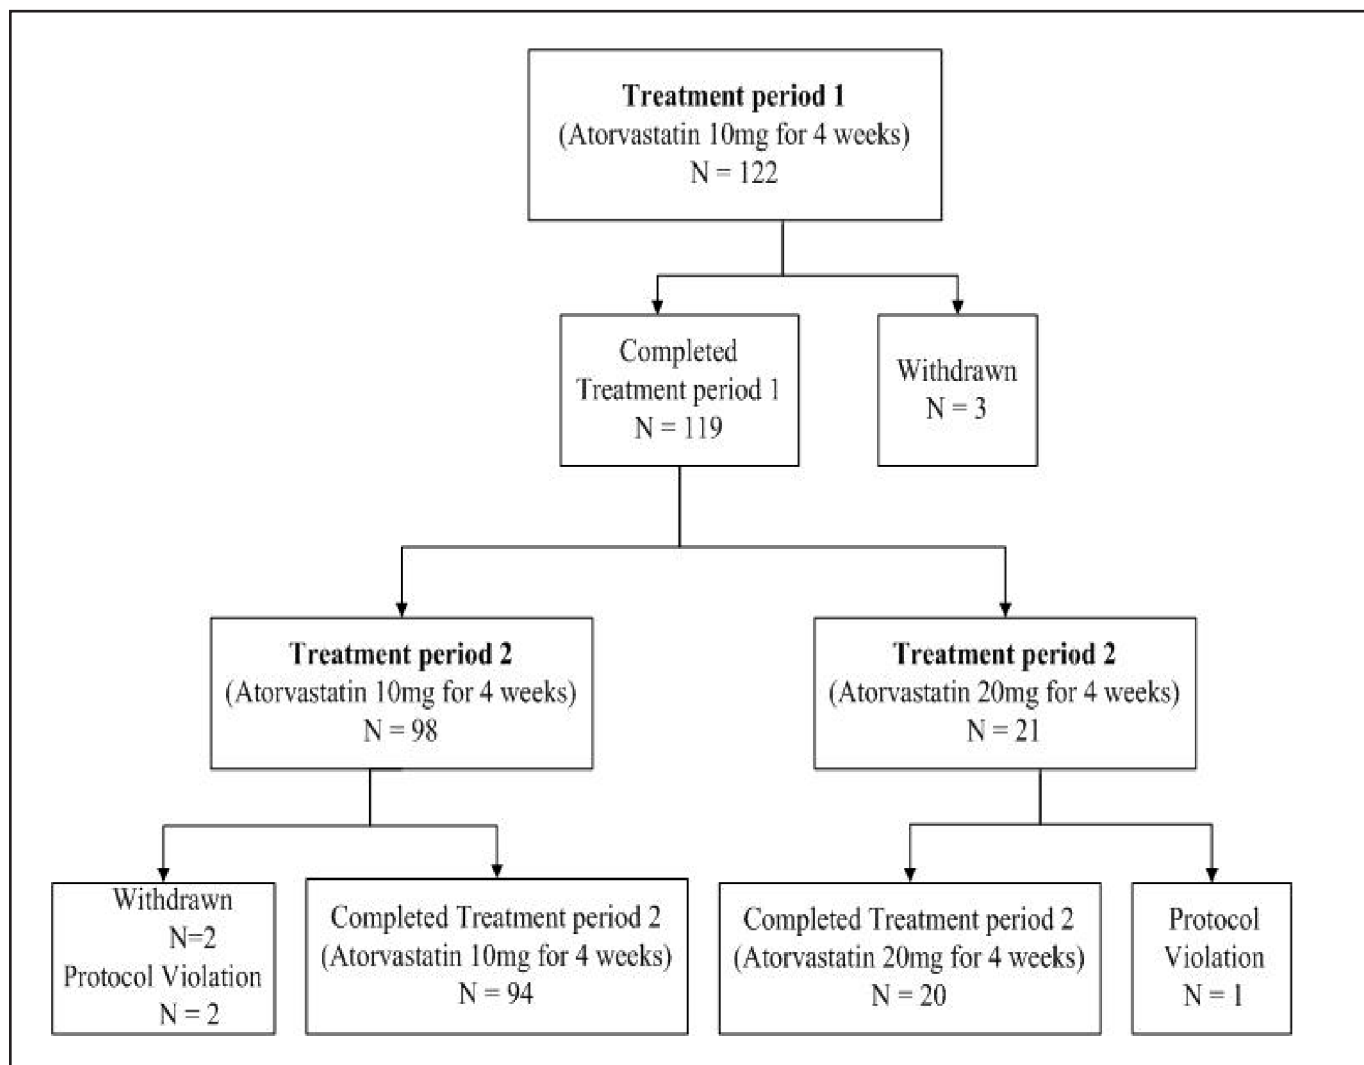 Treatment period 1
(Atorvastatin 10mg for 4 weeks)
N = 122
Completed
Treatment period 1
N = 119
Withdrawn
N = 3
Treatment period 2
(Atorvastatin 10mg for 4 weeks)
N = 98
Treatment period 2
(Atorvastatin 20mg for 4 weeks)
N = 21
Withdrawn
N=2
Protocol Violation
N = 2
Completed Treatment period 2
(Atorvastatin 10mg for 4 weeks)
N = 94
Completed Treatment period 2
(Atorvastatin 20mg for 4 weeks)
N = 20
Protocol
Violation
N = 1